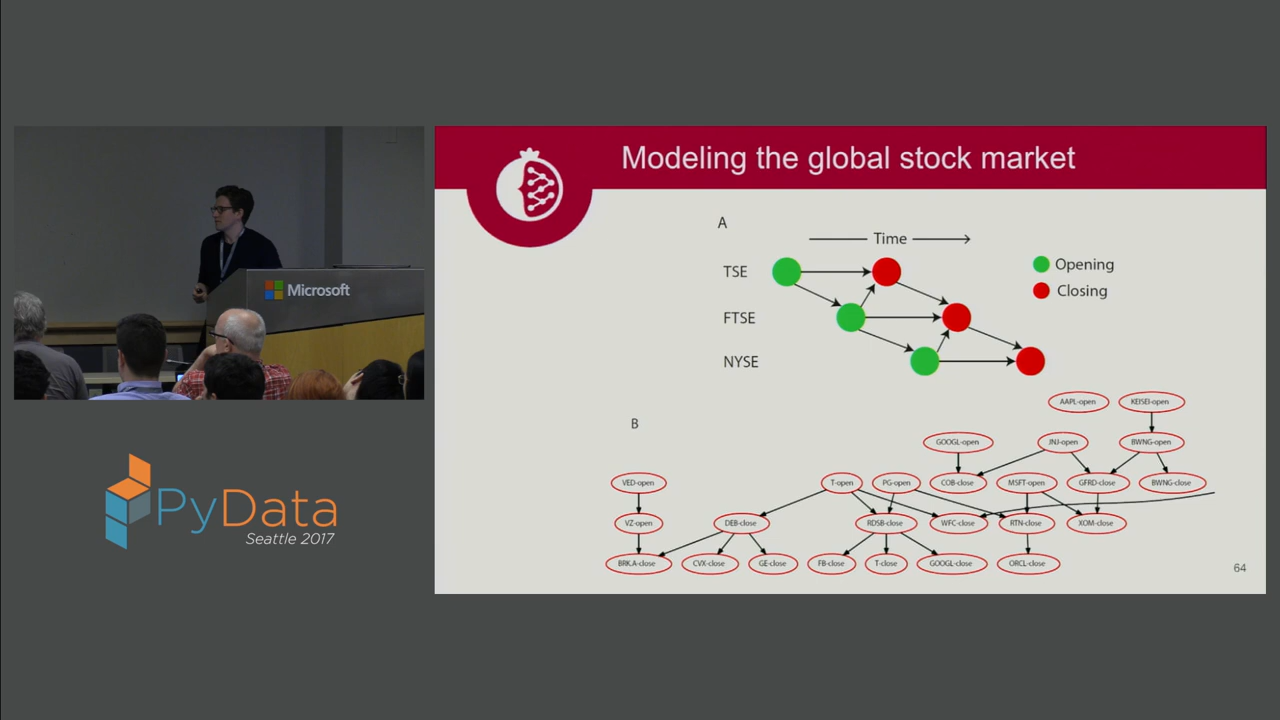 Modeling the global stock market
A
Time
TSE
Opening
Closing
FTSE
NYSE
B
AAPL-open
KEISEI-open
GOOGL-open
JNJ-open
BWNG-open
VED-open
T-open
PG-open
COB-close
MSFT-open
GFRD-close
BWNG-close
VZ-open
DEB-close
RDSB-close
WFC-close
RTN-close
XOM-close
BRK.A-close
CVX-close
GE-close
FB-close
T-close
GOOGL-close
ORCL-close
64
Microsoft
PyData
Seattle 2017